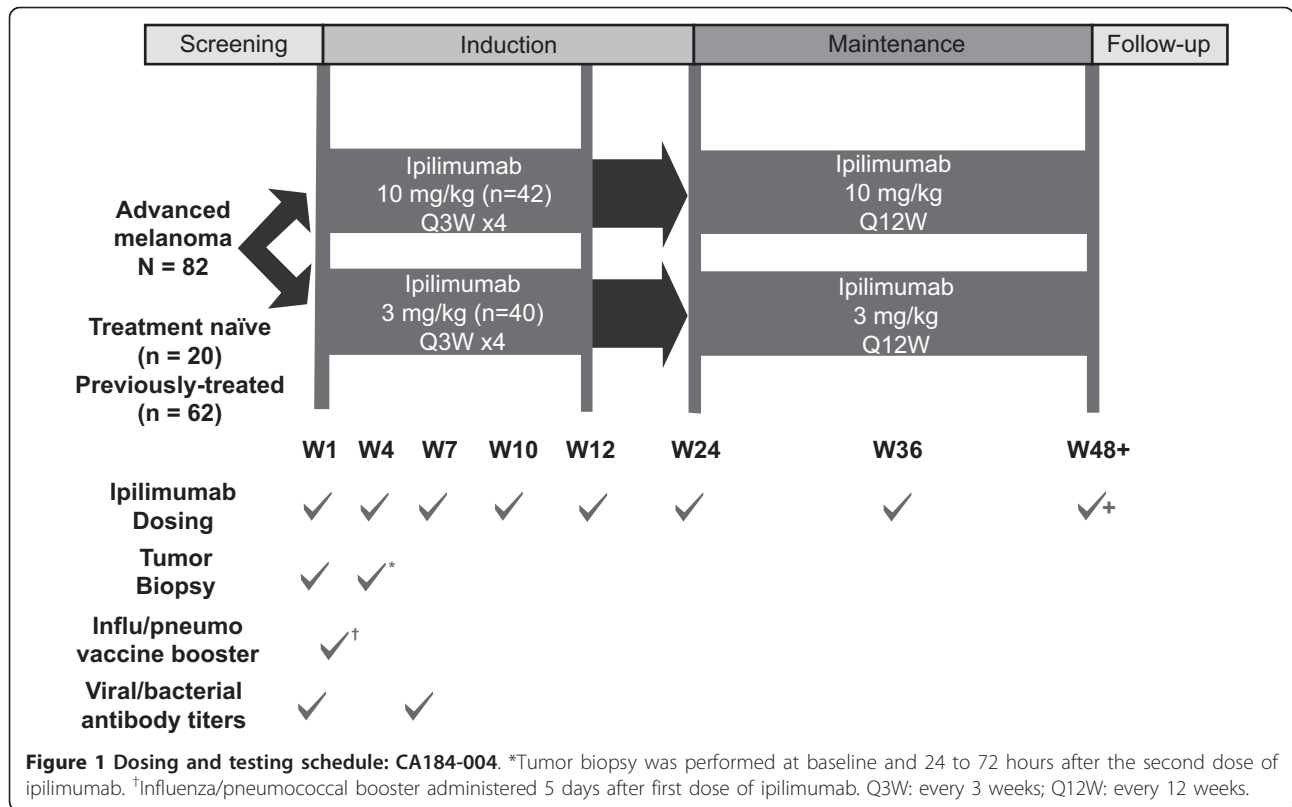 Screening Induction Maintenance Follow-up
Ipilimumab
10 mg/kg (n=42)
Q3W x4
Ipilimumab
10 mg/kg
Q12W
Advanced
melanoma
N = 82
Ipilimumab
3 mg/kg (n=40)
Q3W x4
Ipilimumab
3 mg/kg
Q12W
Treatment naïve
(n = 20)
Previously-treated
(n = 62)
W1 W4 W7 W10 W12 W24 W36 W48+
Ipilimumab
Dosing
✓ ✓ ✓ ✓ ✓ ✓ ✓ ✓+
Tumor
Biopsy
✓ ✓*
Influ/pneumo
vaccine booster
✓†
Viral/bacterial
antibody titers
✓ ✓
Figure 1 Dosing and testing schedule: CA184-004. *Tumor biopsy was performed at baseline and 24 to 72 hours after the second dose of
ipilimumab. †Influenza/pneumococcal booster administered 5 days after first dose of ipilimumab. Q3W: every 3 weeks; Q12W: every 12 weeks.